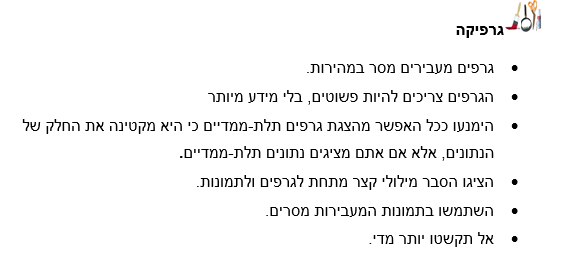 גרפיקה
• גרפים מעבירים מסר במהירות.
• הגרפים צריכים להיות פשוטים, בלי מידע מיותר
• הימנעו ככל האפשר מהצגת גרפים תלת-ממדיים כי היא מקטינה את החלק של
הנתונים, אלא אם אתם מציגים נתונים תלת-ממדיים.
• הציגו הסבר מילולי קצר מתחת לגרפים ולתמונות.
• השתמשו בתמונות המעבירות מסרים.
• אל תקשטו יותר מדי.